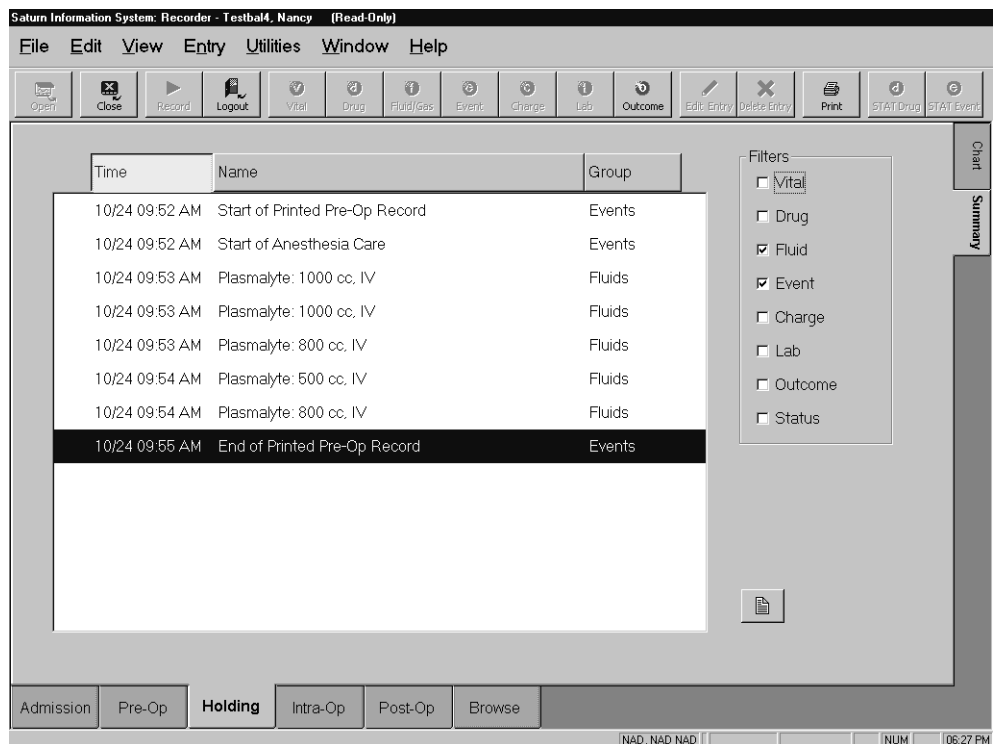 Saturn Information System: Recorder - Testbal4, Nancy (Read-Only)
File Edit View Entry Utilities Window Help
Open Close Record Logout Vital Drug Fluid/Gas Event Charge Lab Outcome Edit Entry Delete Entry Print STAT Drug STAT Event
Time Name Group
10/24 09:52 AM Start of Printed Pre-Op Record Events
10/24 09:52 AM Start of Anesthesia Care Events
10/24 09:53 AM Plasmalyte: 1000 cc, IV Fluids
10/24 09:53 AM Plasmalyte: 1000 cc, IV Fluids
10/24 09:53 AM Plasmalyte: 800 cc, IV Fluids
10/24 09:54 AM Plasmalyte: 500 cc, IV Fluids
10/24 09:54 AM Plasmalyte: 800 cc, IV Fluids
10/24 09:55 AM End of Printed Pre-Op Record Events
Filters
Vital
Drug
Fluid
Event
Charge
Lab
Outcome
Status
Chart
Summary
Admission Pre-Op Holding Intra-Op Post-Op Browse
NAD, NAD NAD NUM 06:27 PM